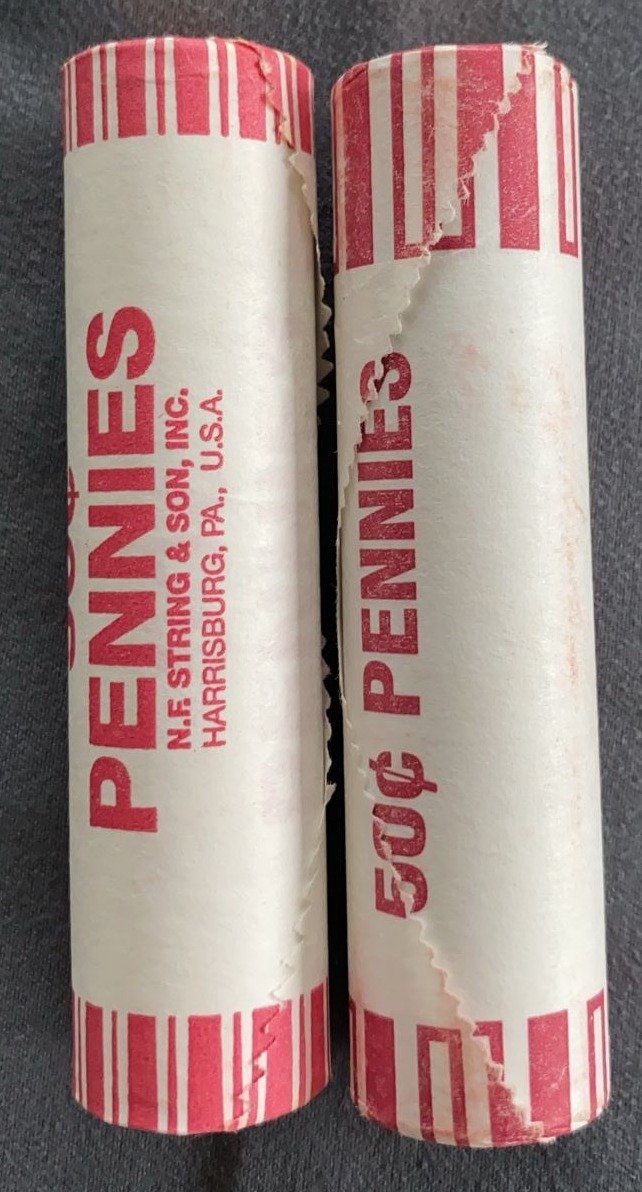 PENNIES
N.F. STRING & SON, INC.
HARRISBURG, PA., U.S.A.
50¢ PENNIES